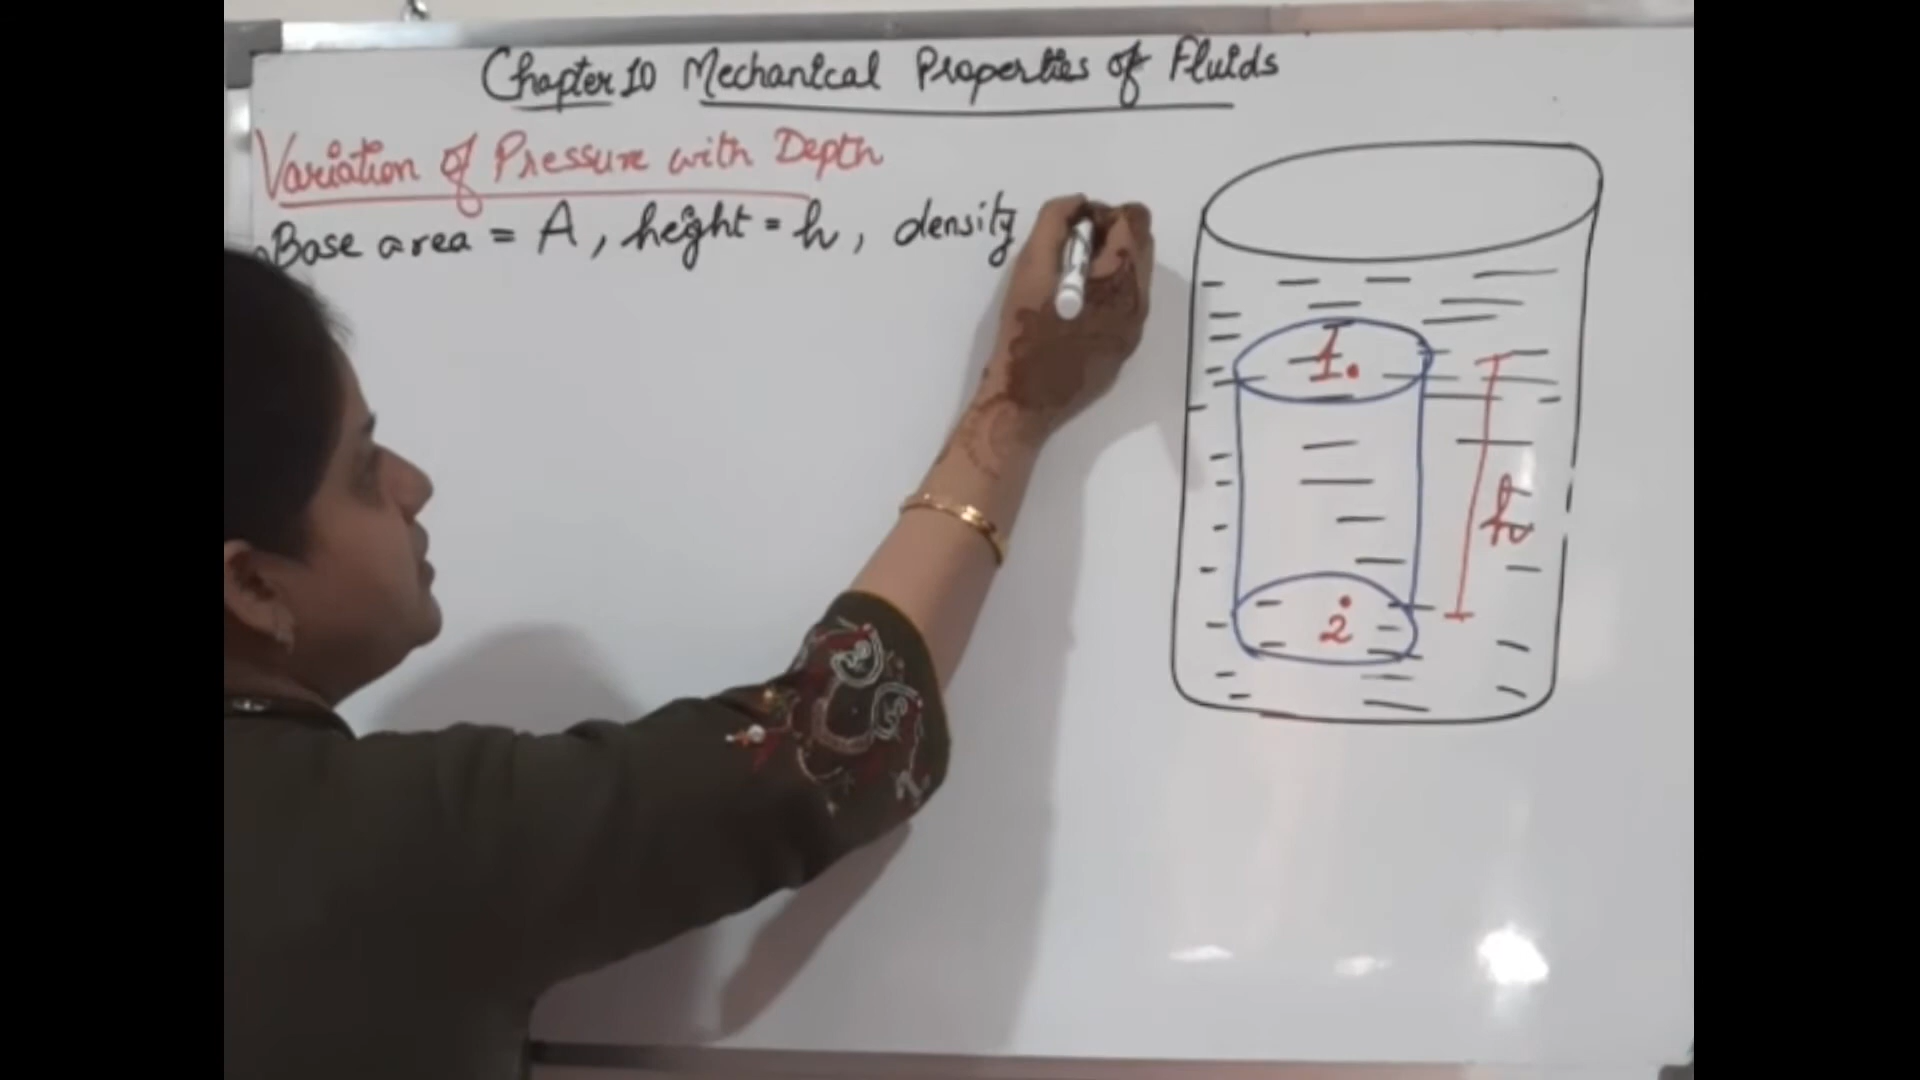 Chapter 10 Mechanical Properties of Fluids
Variation of Pressure with Depth
Base area = A, height = h, density
1.
h
2